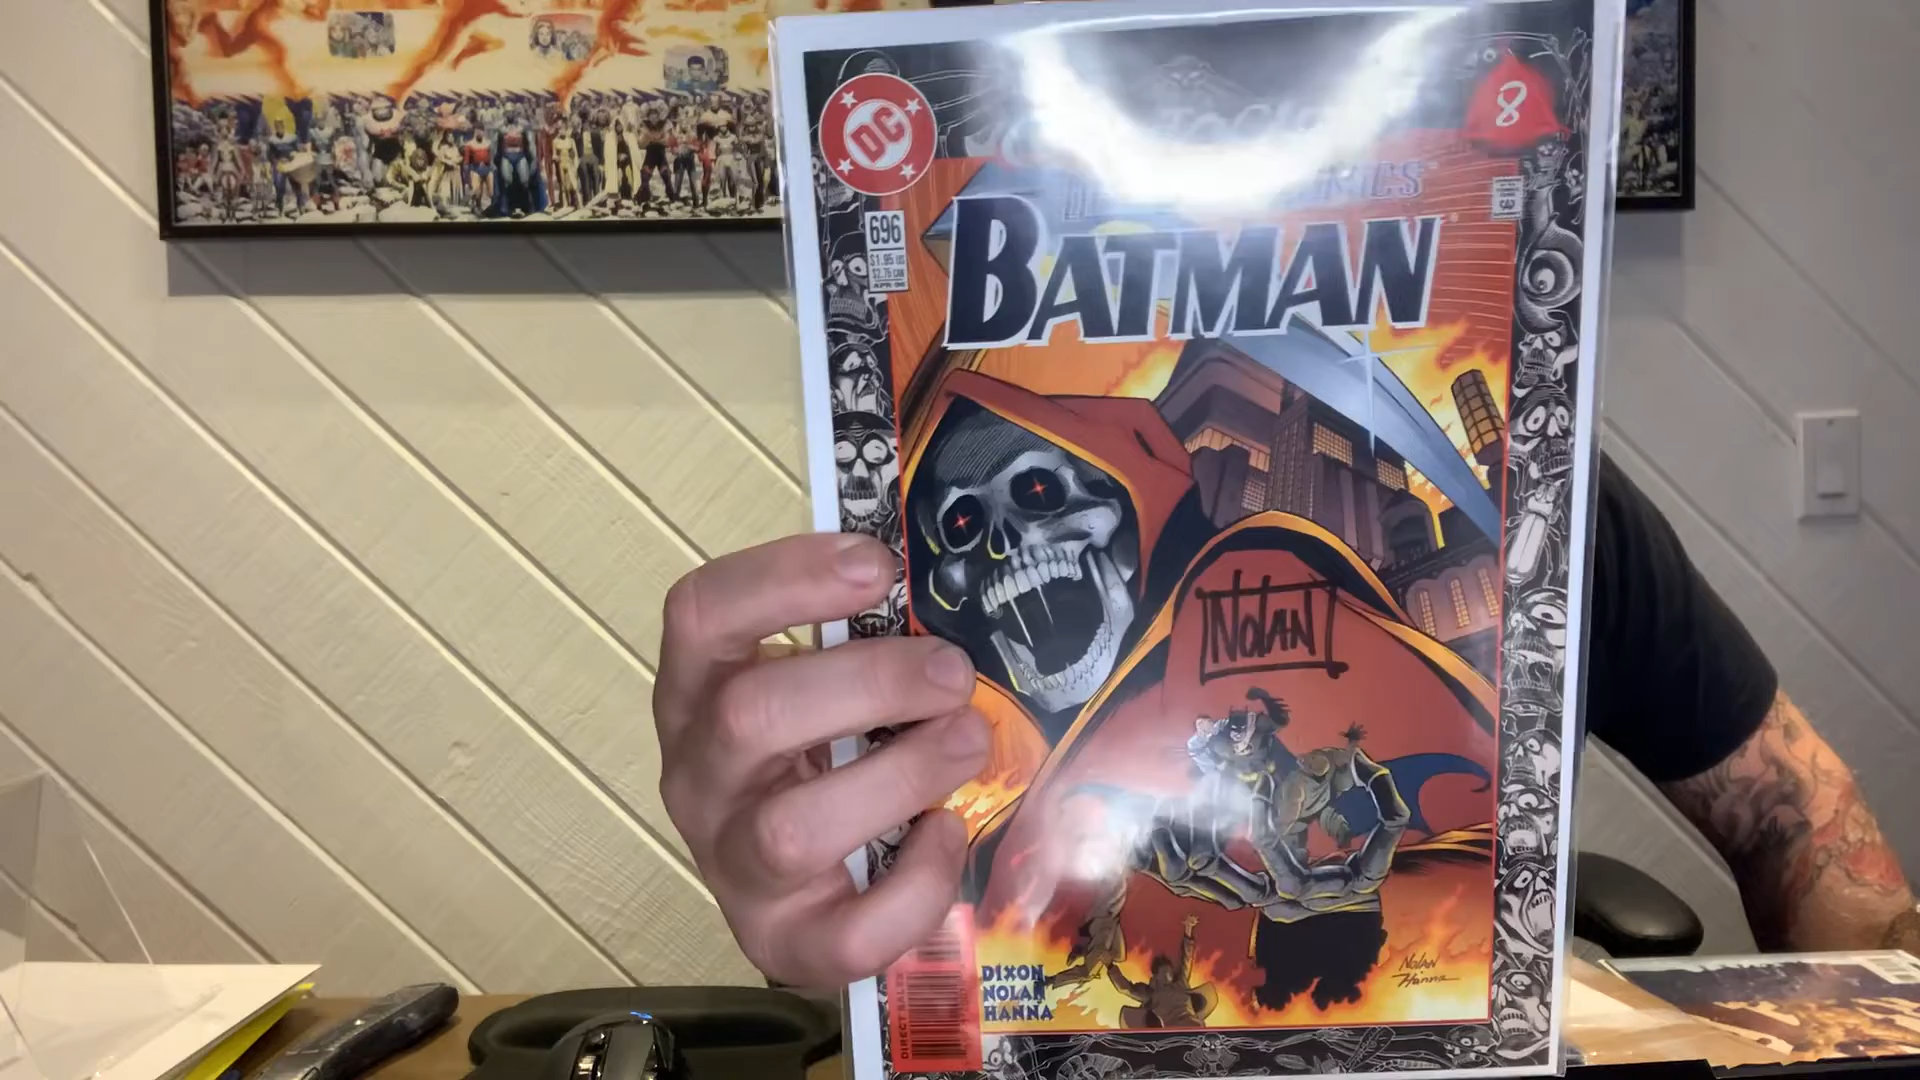 DC
8
BATMAN
696
$1.95 US
$2.75 CAN
APR 96
NOLAN
DIXON
NOLAN
HANNA
NOLAN
Hanna
DIRECT SALES